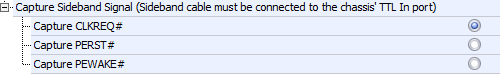 Capture Sideband Signal (Sideband cable must be connected to the chassis' TTL In port)
Capture CLKREQ#
Capture PERST#
Capture PEWAKE#